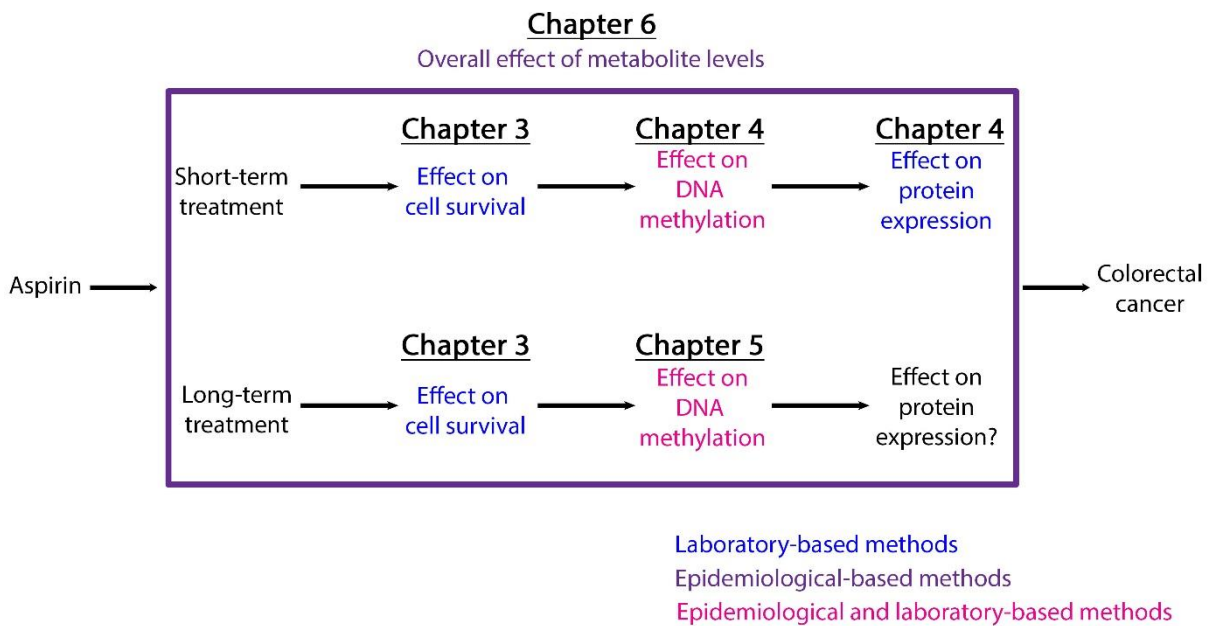 Chapter 6
Overall effect of metabolite levels
Chapter 3
Chapter 4
Chapter 4
Short-term
treatment
Effect on
cell survival
Effect on
DNA
methylation
Effect on
protein
expression
Aspirin
Colorectal
cancer
Chapter 3
Chapter 5
Long-term
treatment
Effect on
cell survival
Effect on
DNA
methylation
Effect on
protein
expression?
Laboratory-based methods
Epidemiological-based methods
Epidemiological and laboratory-based methods